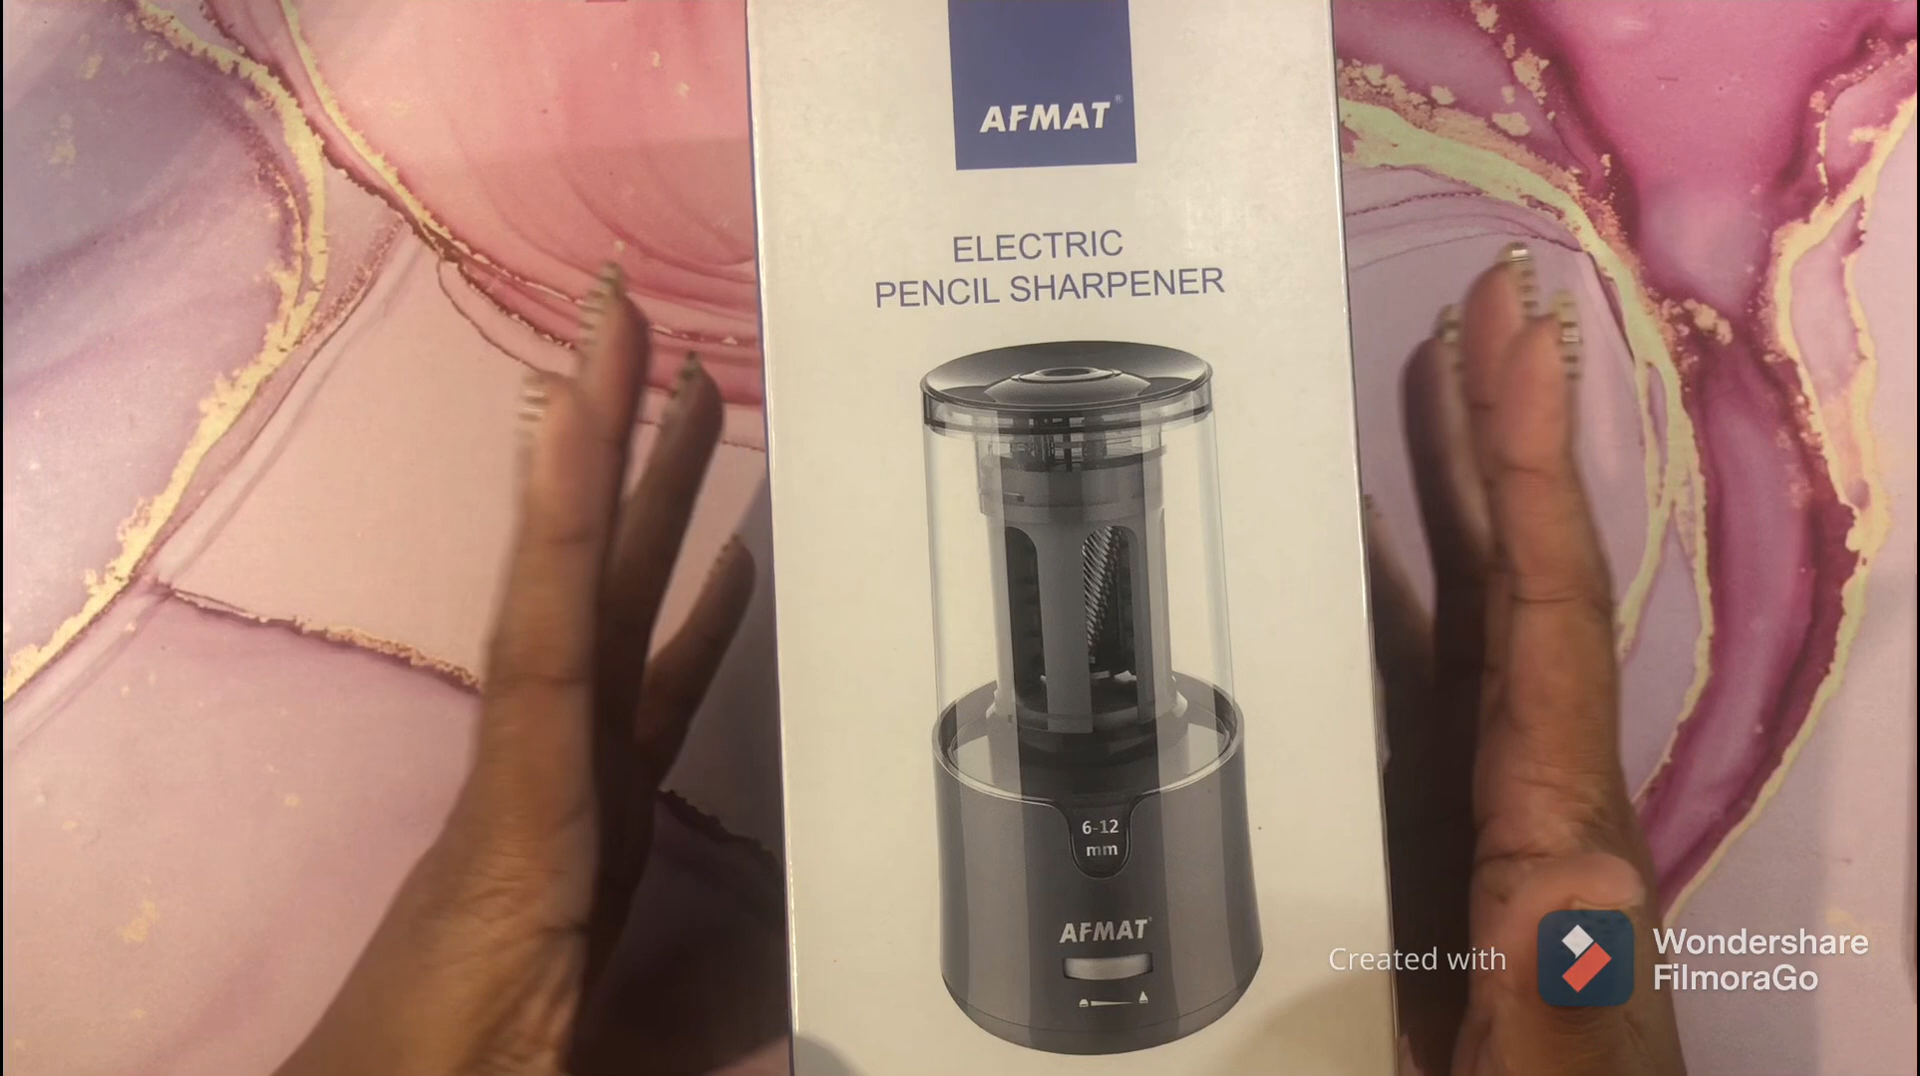 AFMAT®
ELECTRIC
PENCIL SHARPENER
6-12
mm
AFMAT
Created with
Wondershare
FilmoraGo